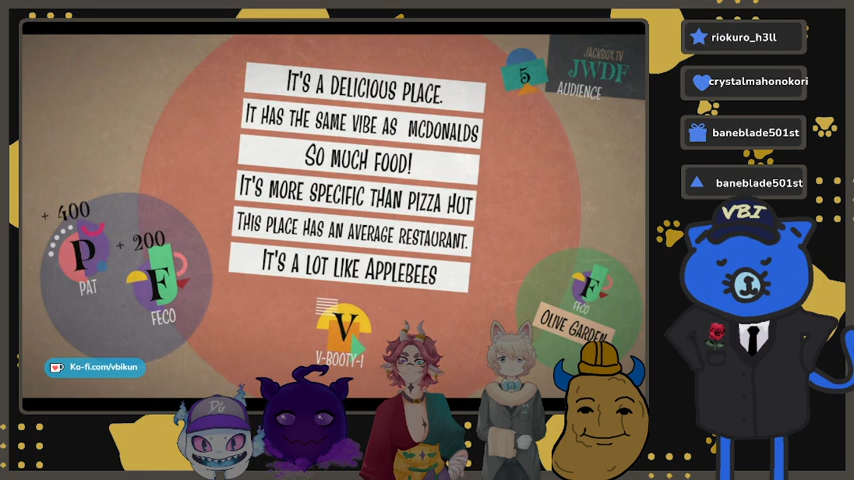 IT'S A DELICIOUS PLACE.
IT HAS THE SAME VIBE AS MCDONALDS
SO MUCH FOOD!
IT'S MORE SPECIFIC THAN PIZZA HUT
THIS PLACE HAS AN AVERAGE RESTAURANT.
IT'S A LOT LIKE APPLEBEES
5
JACKBOX.TV
JWDF
AUDIENCE
+ 400
P
PAT
+ 200
F
FECO
V
V-BOOTY-I
F
FECO
OLIVE GARDEN
Ko-fi.com/vbikun
riokuro_h3ll
crystalmahonokori
baneblade501st
baneblade501st
VBI
DG